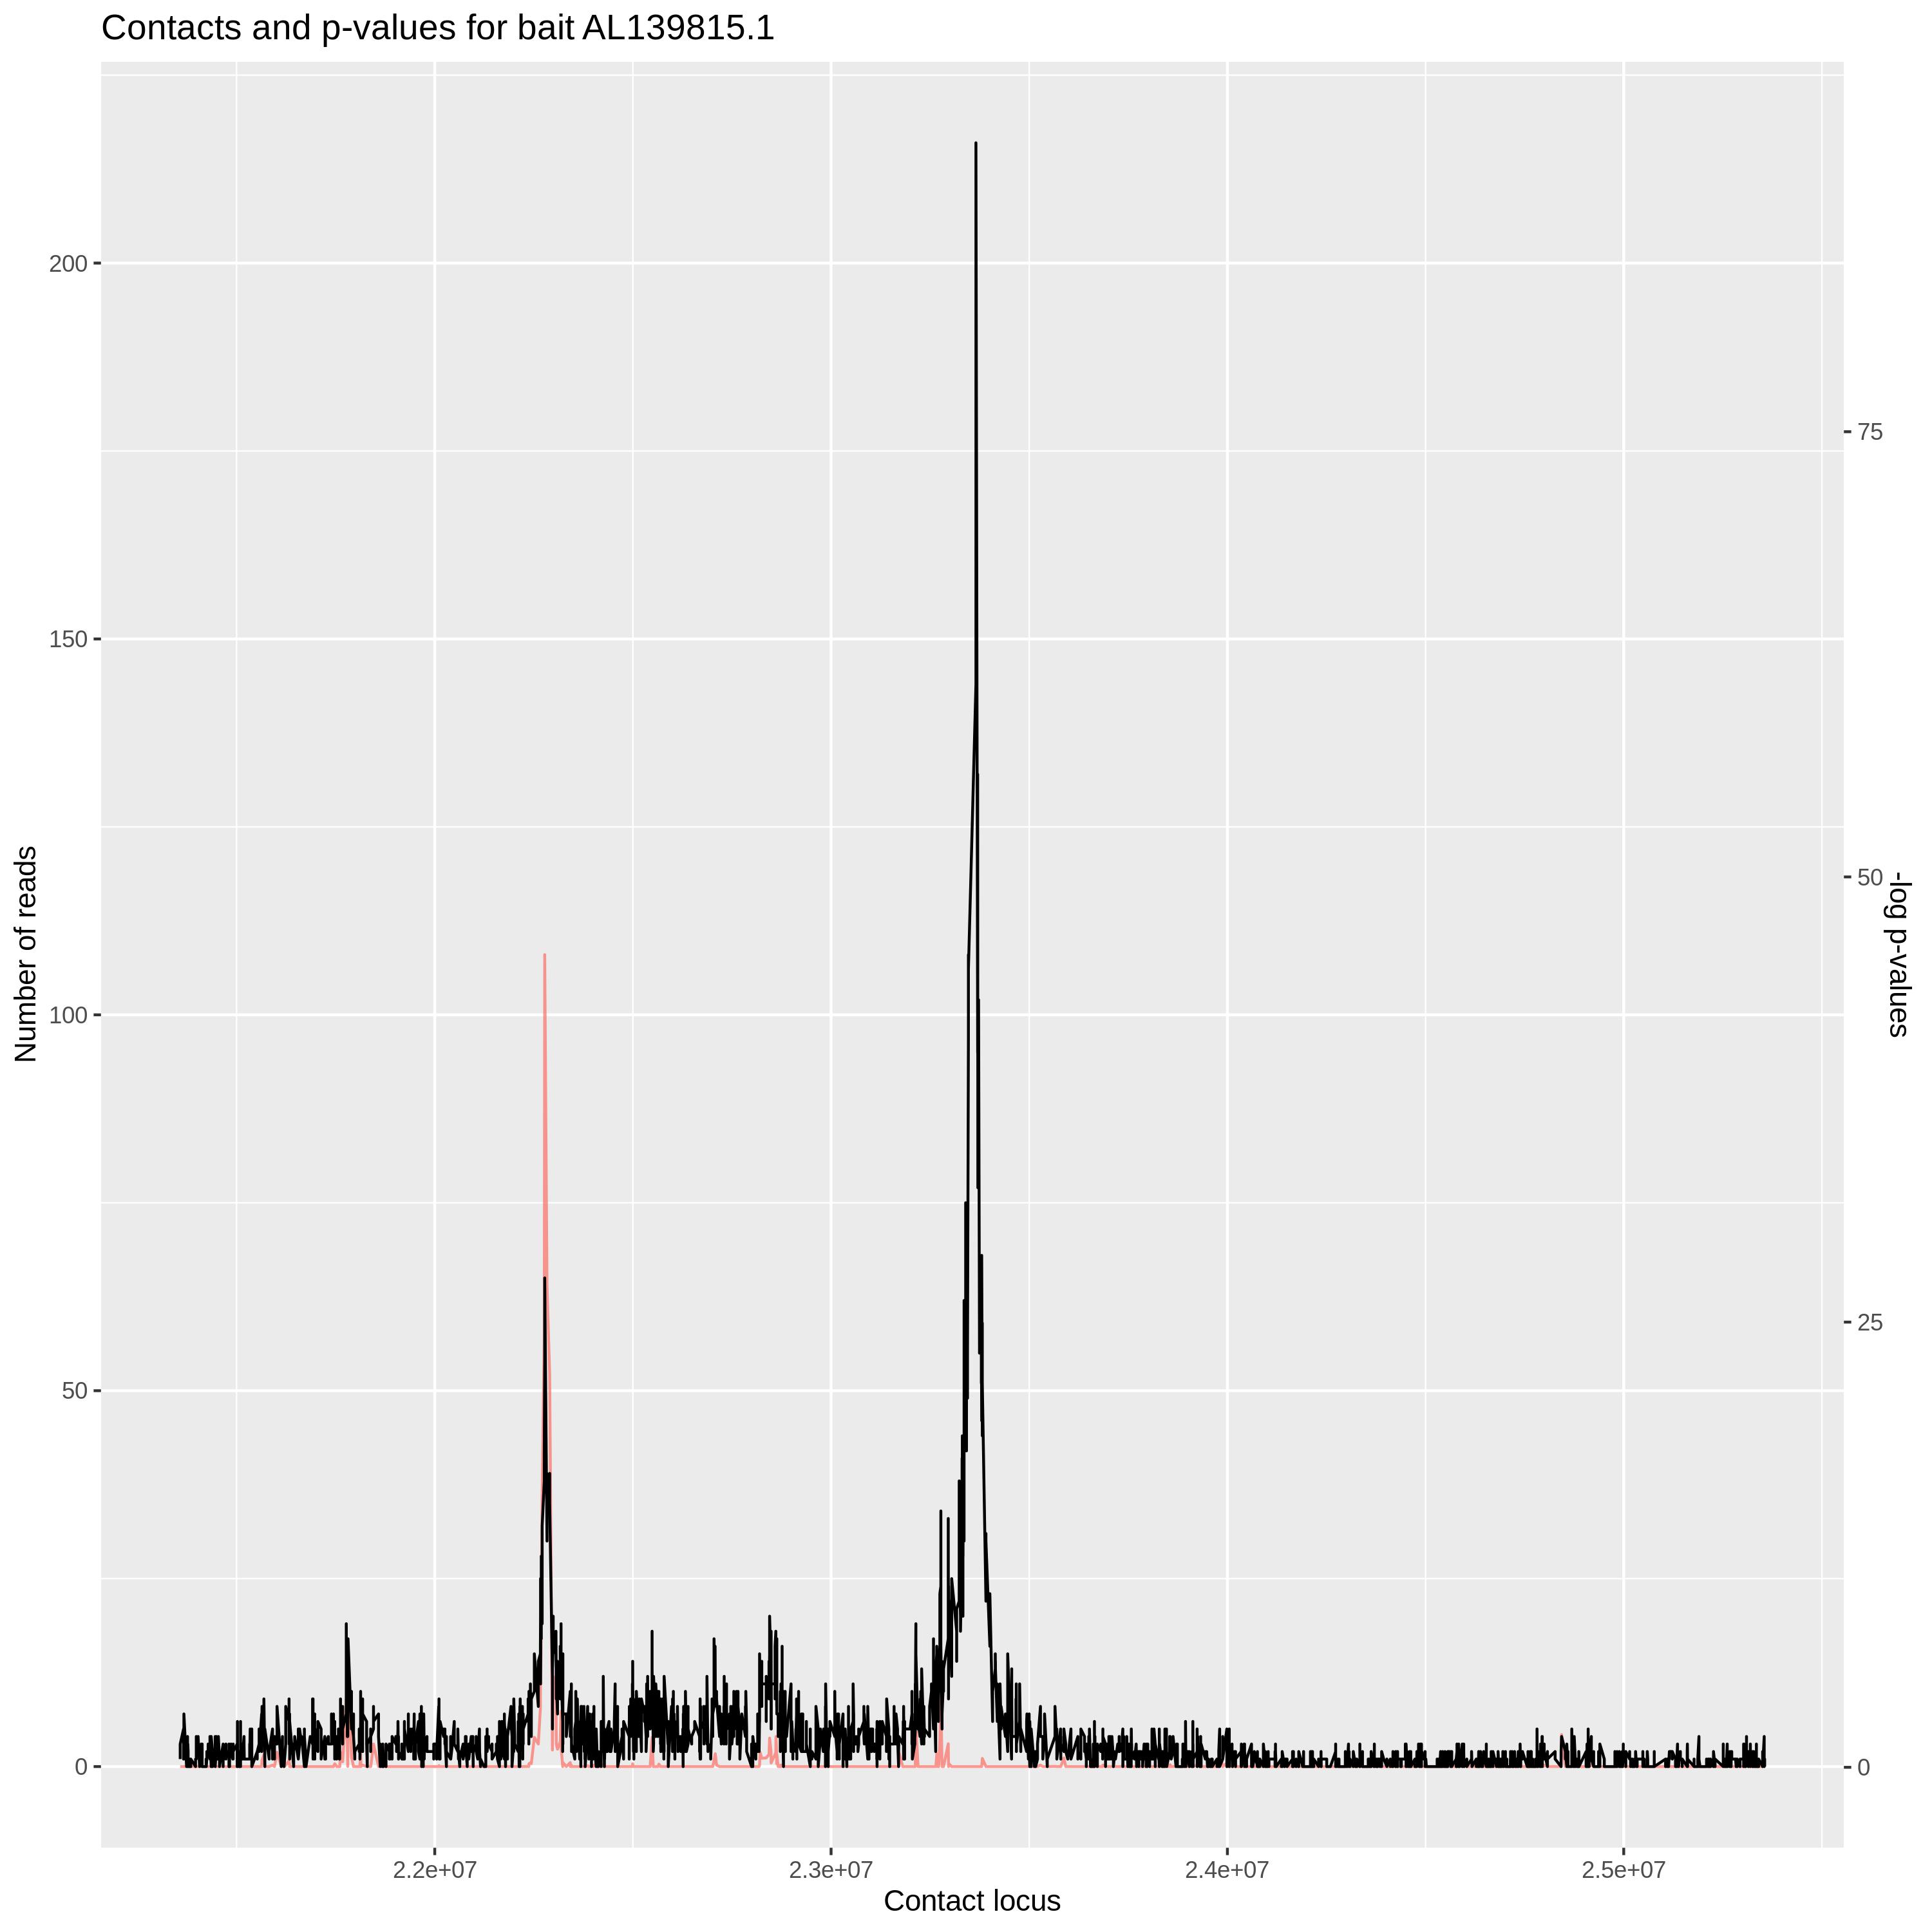 Contacts and p-values for bait AL139815.1
200
150
100
50
0
Number of reads
75
50
25
0
-log p-values
2.2e+07
2.3e+07
2.4e+07
2.5e+07
Contact locus